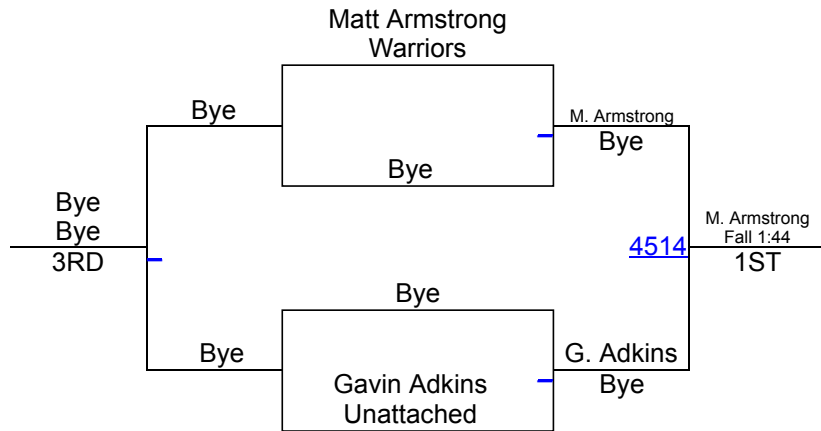 Matt Armstrong
Warriors
Bye
M. Armstrong
Bye
Bye
Bye
Bye
3RD
M. Armstrong
Fall 1:44
4514
1ST
Bye
Bye
G. Adkins
Gavin Adkins
Bye
Unattached